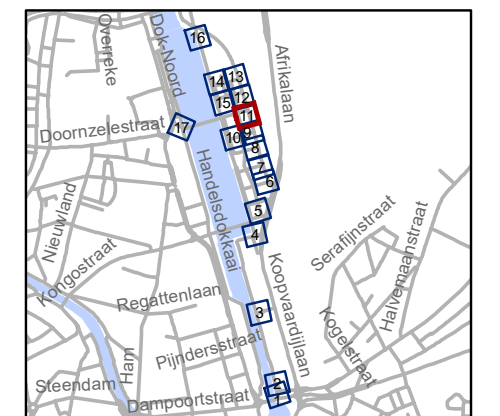 Overreke
Dok-Noord
16
Afrikalaan
14
13
15
12
11
Doornzelestraat
17
10
9
8
7
6
Handelsdokkaai
Nieuwland
5
4
Serafijnstraat
Halvemaanstraat
Kongostraat
Koopvaardijlaan
Regattenlaan
3
Kogelstraat
Pijndersstraat
Ham
Steendam
2
1
Dampoortstraat